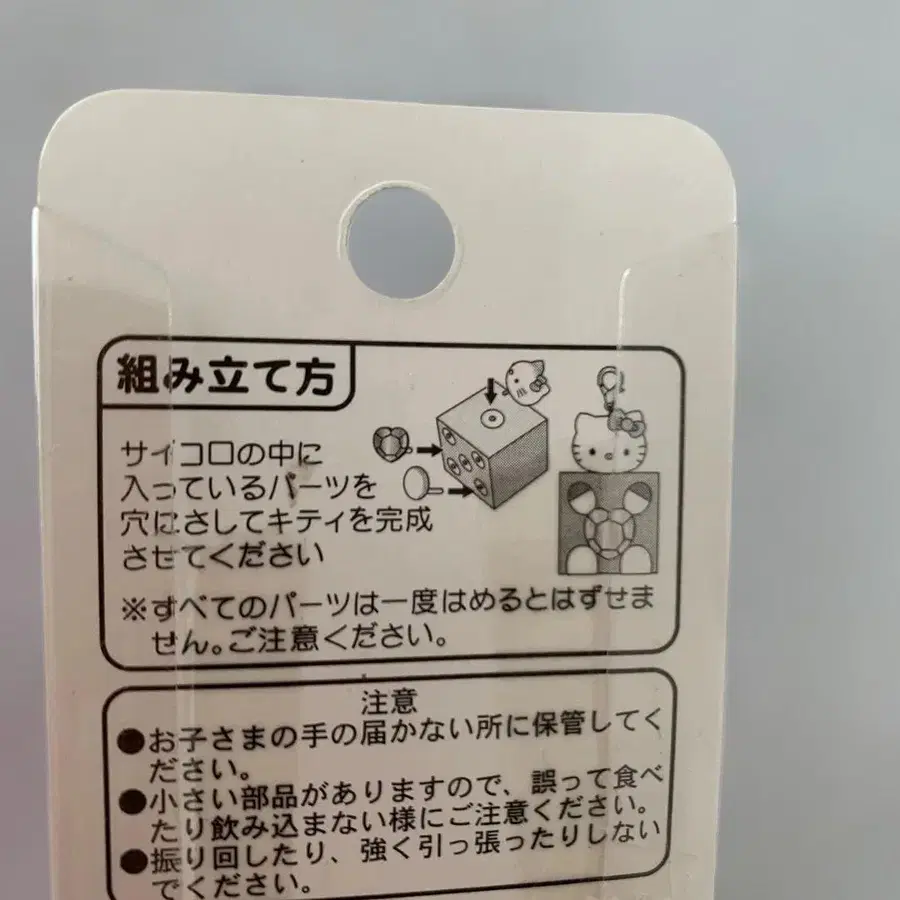 組み立て方
サイコロの中に
入っているパーツを
穴にさしてキティを完成
させてください
※すべてのパーツは一度はめるとはずせま
せん。ご注意ください。
注意
●お子さまの手の届かない所に保管してく
ださい。
●小さい部品がありますので、誤って食べ
たり飲み込まない様にご注意ください。
●振り回したり、強く引っ張ったりしない
でください。